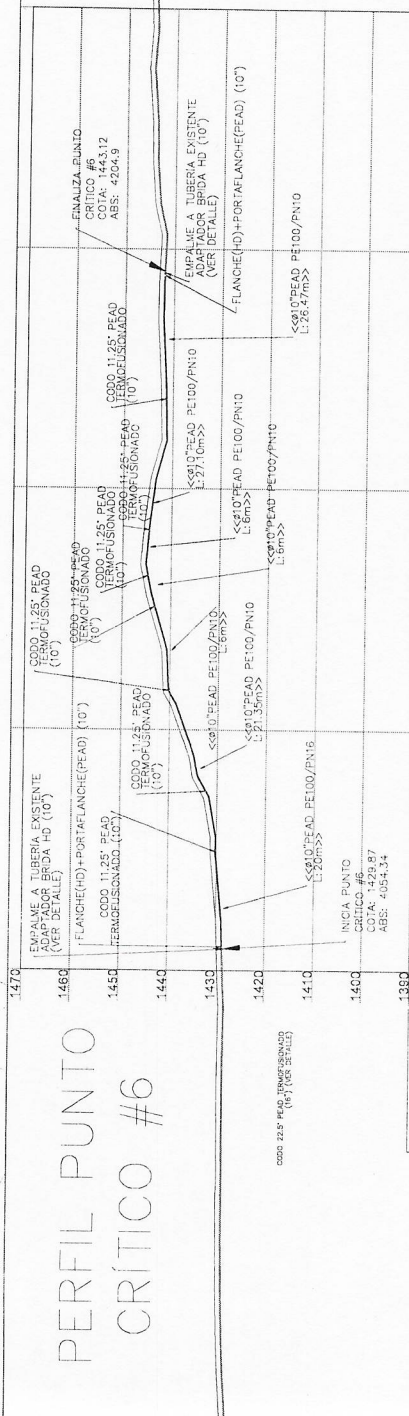 PERFIL PUNTO
CRÍTICO #6
1470
1460
1450
1440
1430
1420
1410
1400
1390
EMPALME A TUBERÍA EXISTENTE
ADAPTADOR BRIDA HD (10")
(VER DETALLE)
FLANCHE(HD)+PORTAFLANCHE(PEAD) (10")
CODO 11.25° PEAD
TERMOFUSIONADO (10")
CODO 11.25° PEAD
TERMOFUSIONADO
(10")
CODO 11.25° PEAD
TERMOFUSIONADO
(10")
CODO 11.25° PEAD
TERMOFUSIONADO
(10")
CODO 11.25° PEAD
TERMOFUSIONADO
(10")
CODO 11.25° PEAD
TERMOFUSIONADO
(10")
CODO 11.25° PEAD
TERMOFUSIONADO
(10")
FINALIZA PUNTO
CRÍTICO #6
COTA: 1443.12
ABS: 4204.9
EMPALME A TUBERÍA EXISTENTE
ADAPTADOR BRIDA HD (10")
(VER DETALLE)
FLANCHE(HD)+PORTAFLANCHE(PEAD) (10")
INICIA PUNTO
CRÍTICO #6
COTA: 1429.87
ABS: 4054.34
<<ø10"PEAD PE100/PN16
L: 20m>>
<<ø10"PEAD PE100/PN10
L: 21.35m>>
<<ø10"PEAD PE100/PN10
L: 6m>>
<<ø10"PEAD PE100/PN10
L: 6m>>
<<ø10"PEAD PE100/PN10
L: 6m>>
<<ø10"PEAD PE100/PN10
L: 27.10m>>
<<ø10"PEAD PE100/PN10
L: 26.47m>>
CODO 22.5° PEAD TERMOFUSIONADO
(16") (VER DETALLE)